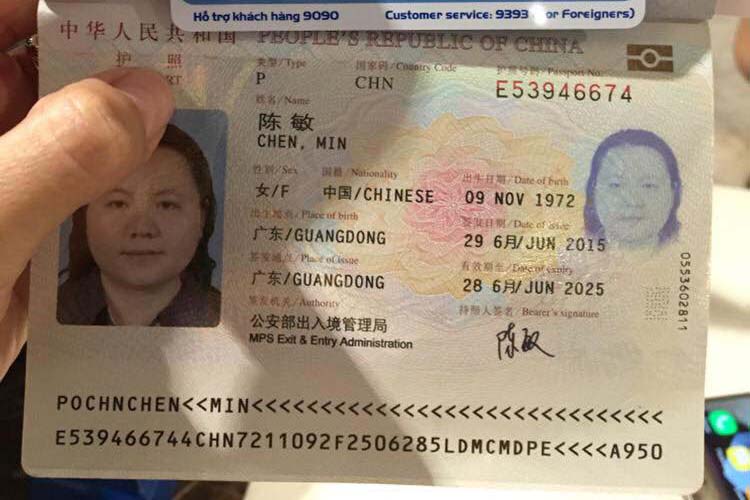 Hỗ trợ khách hàng 9090 Customer service: 9393 (For Foreigners)
中华人民共和国 PEOPLE'S REPUBLIC OF CHINA
护 照 类型/Type 国家码/Country Code 护照号码/Passport No.
RT P CHN E53946674
姓名/Name
陈敏
CHEN, MIN
性别/Sex 国籍/Nationality 出生日期/Date of birth
女/F 中国/CHINESE 09 NOV 1972
出生地点/Place of birth 签发日期/Date of issue
广东/GUANGDONG 29 6月/JUN 2015
签发地点/Place of issue 有效期至/Date of expiry
广东/GUANGDONG 28 6月/JUN 2025
签发机关/Authority 持照人签名/Bearer's signature
公安部出入境管理局
MPS Exit & Entry Administration
陈敏
0553602811
POCHNCHEN<<MIN<<<<<<<<<<<<<<<<<<<<<<<<<<<<<<
E539466744CHN7211092F2506285LDMCMDPE<<<<A950